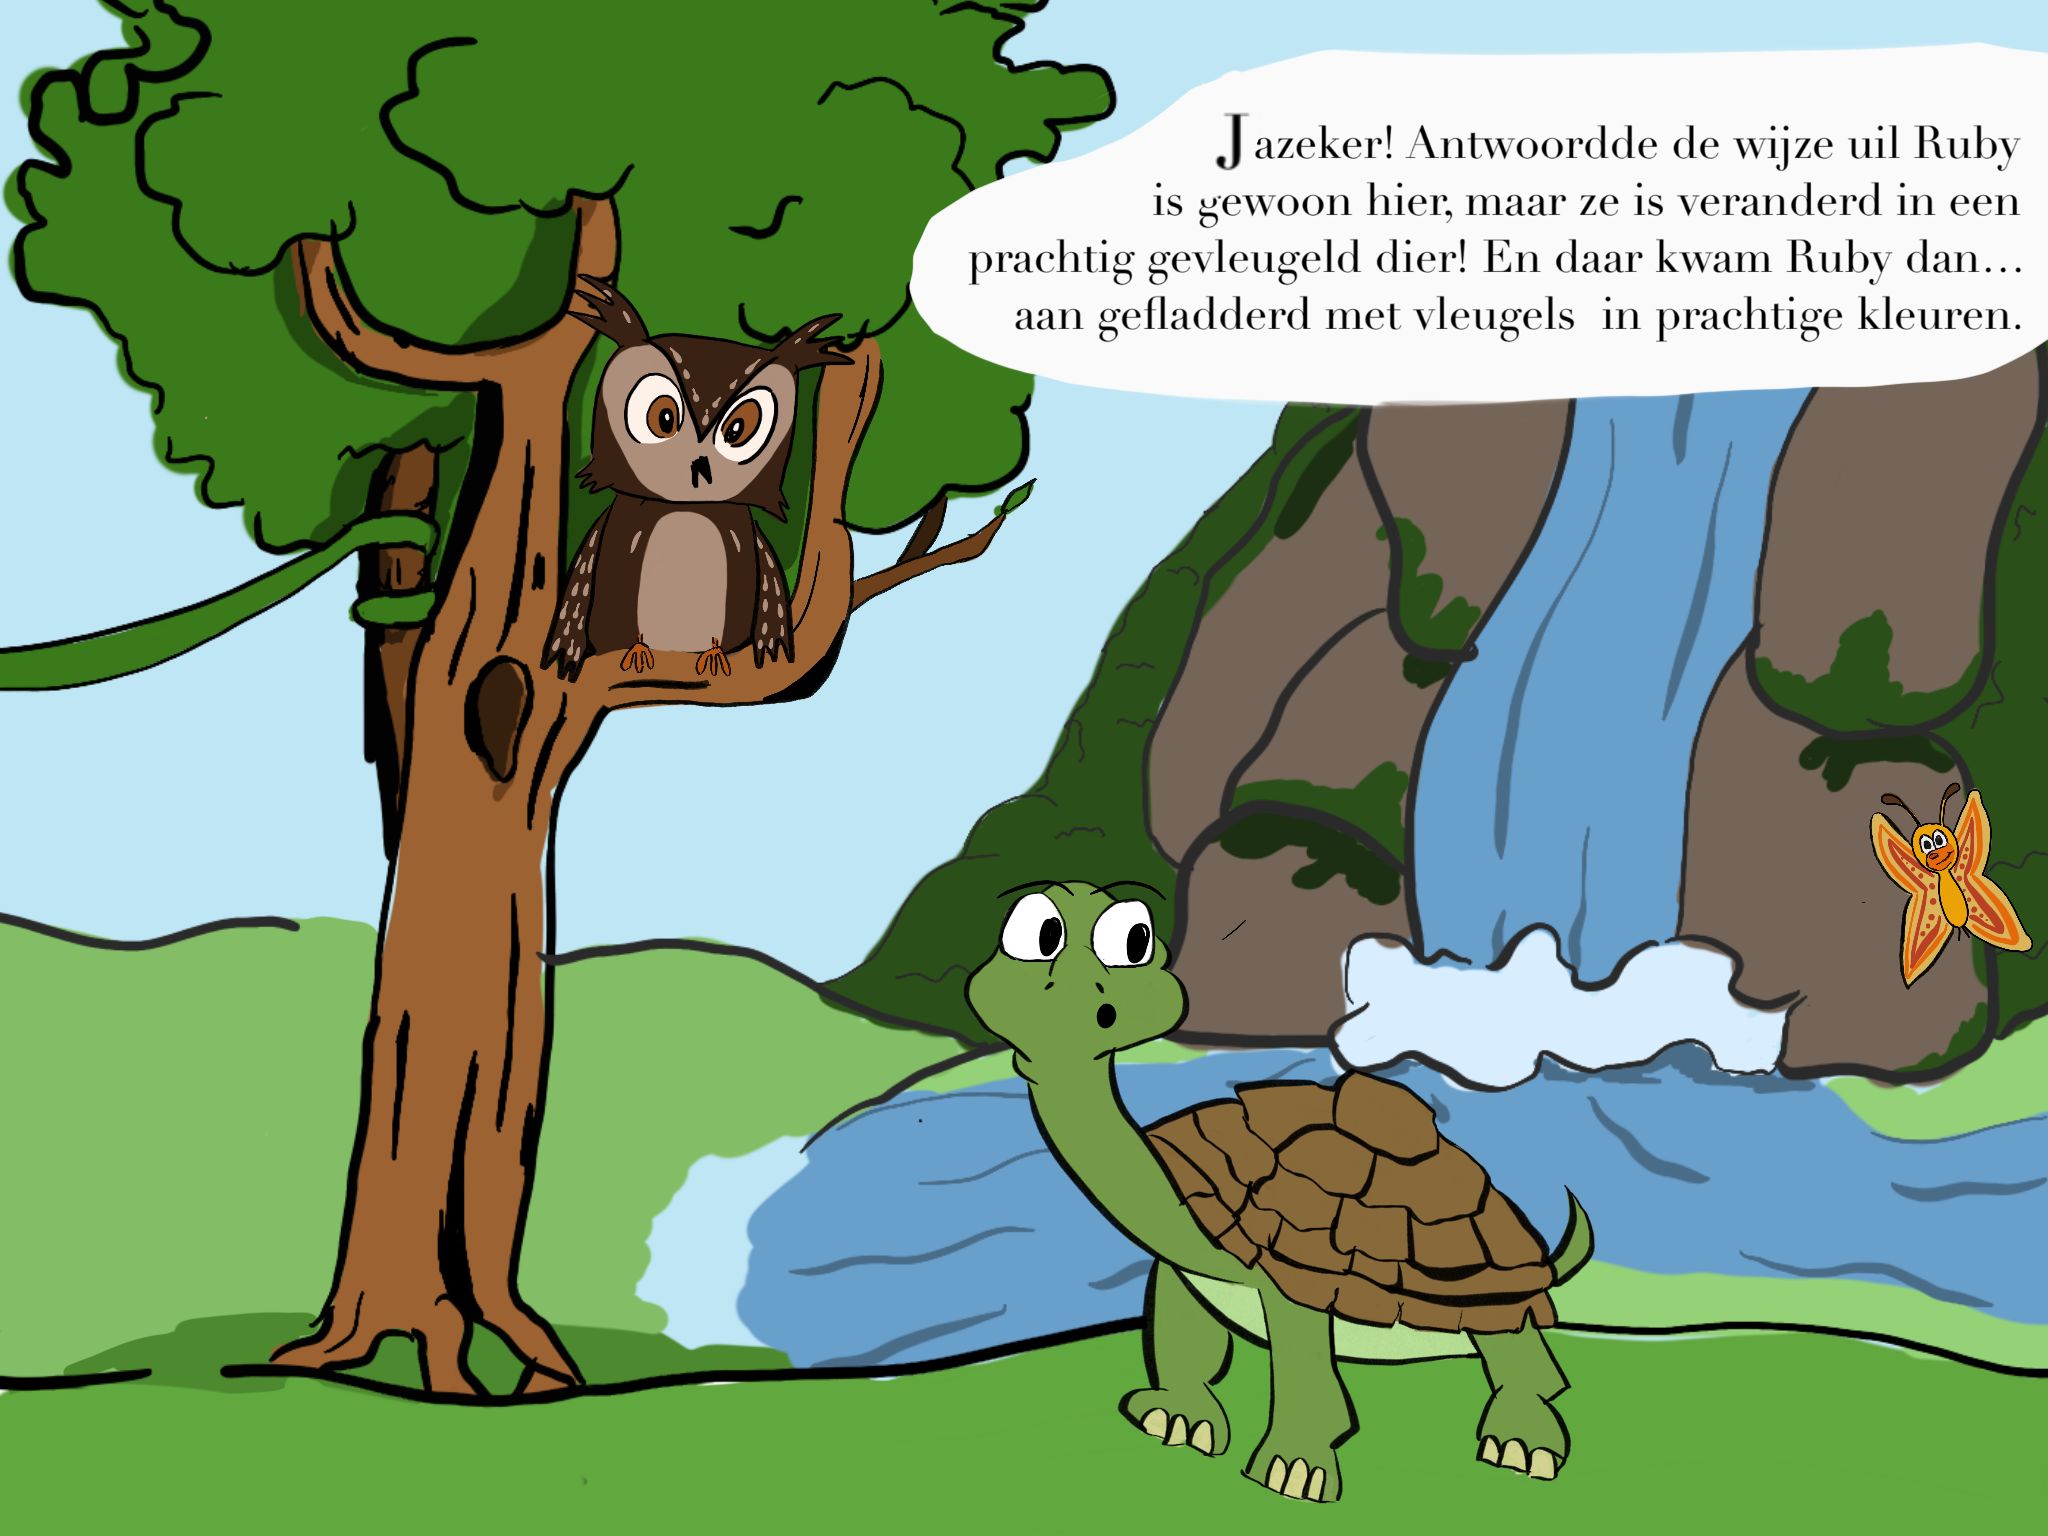 Jazeker! Antwoordde de wijze uil Ruby
is gewoon hier, maar ze is veranderd in een
prachtig gevleugeld dier! En daar kwam Ruby dan...
aan gefladderd met vleugels  in prachtige kleuren.